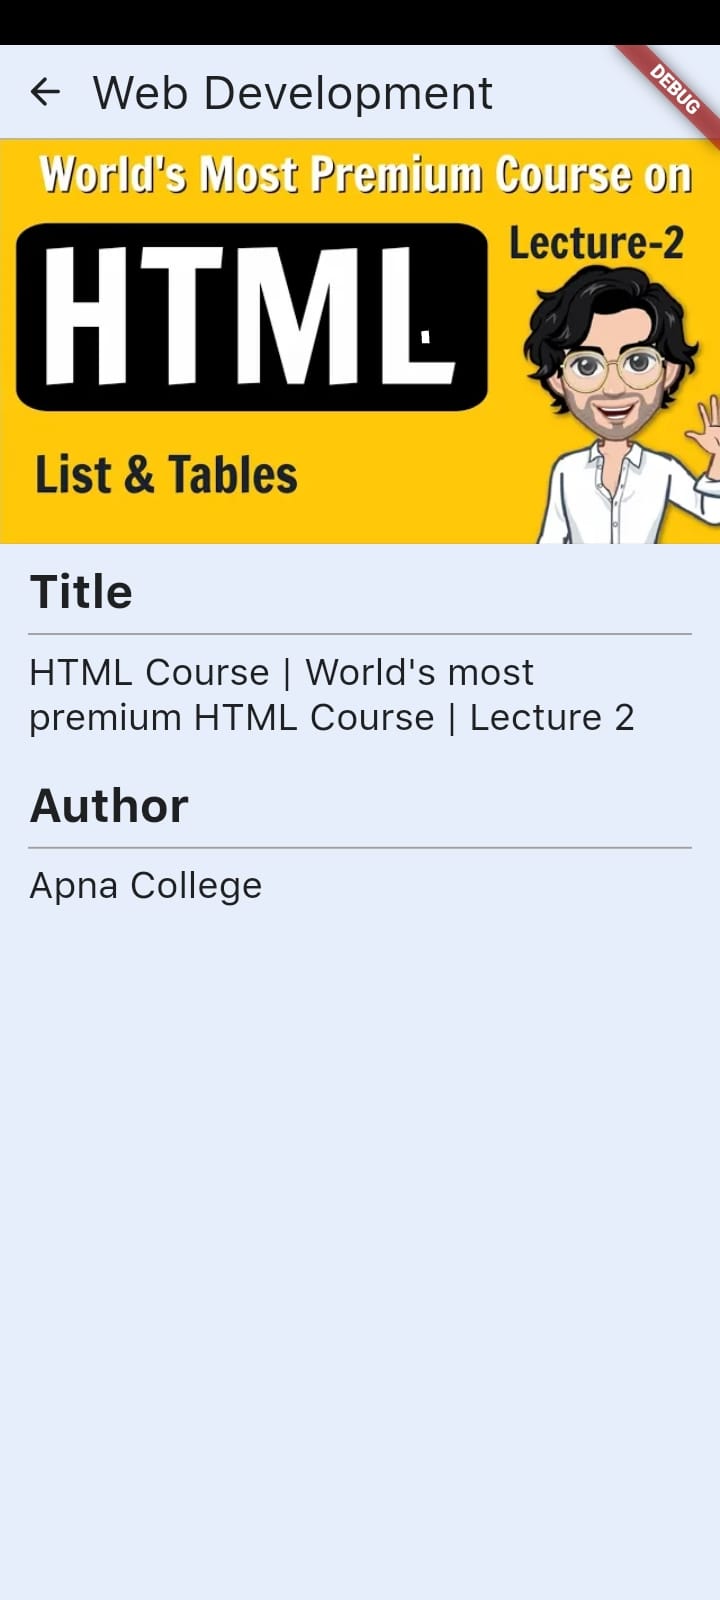 DEBUG
Web Development
World's Most Premium Course on
HTML
Lecture-2
List & Tables
Title
HTML Course | World's most
premium HTML Course | Lecture 2
Author
Apna College